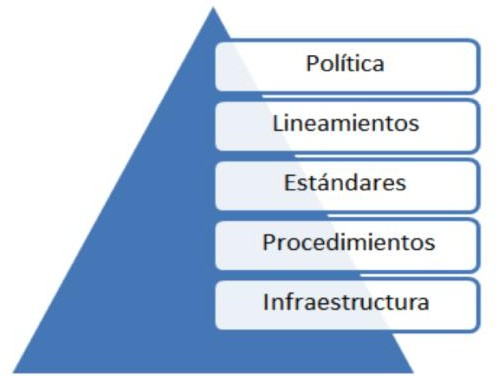 Política
Lineamientos
Estándares
Procedimientos
Infraestructura